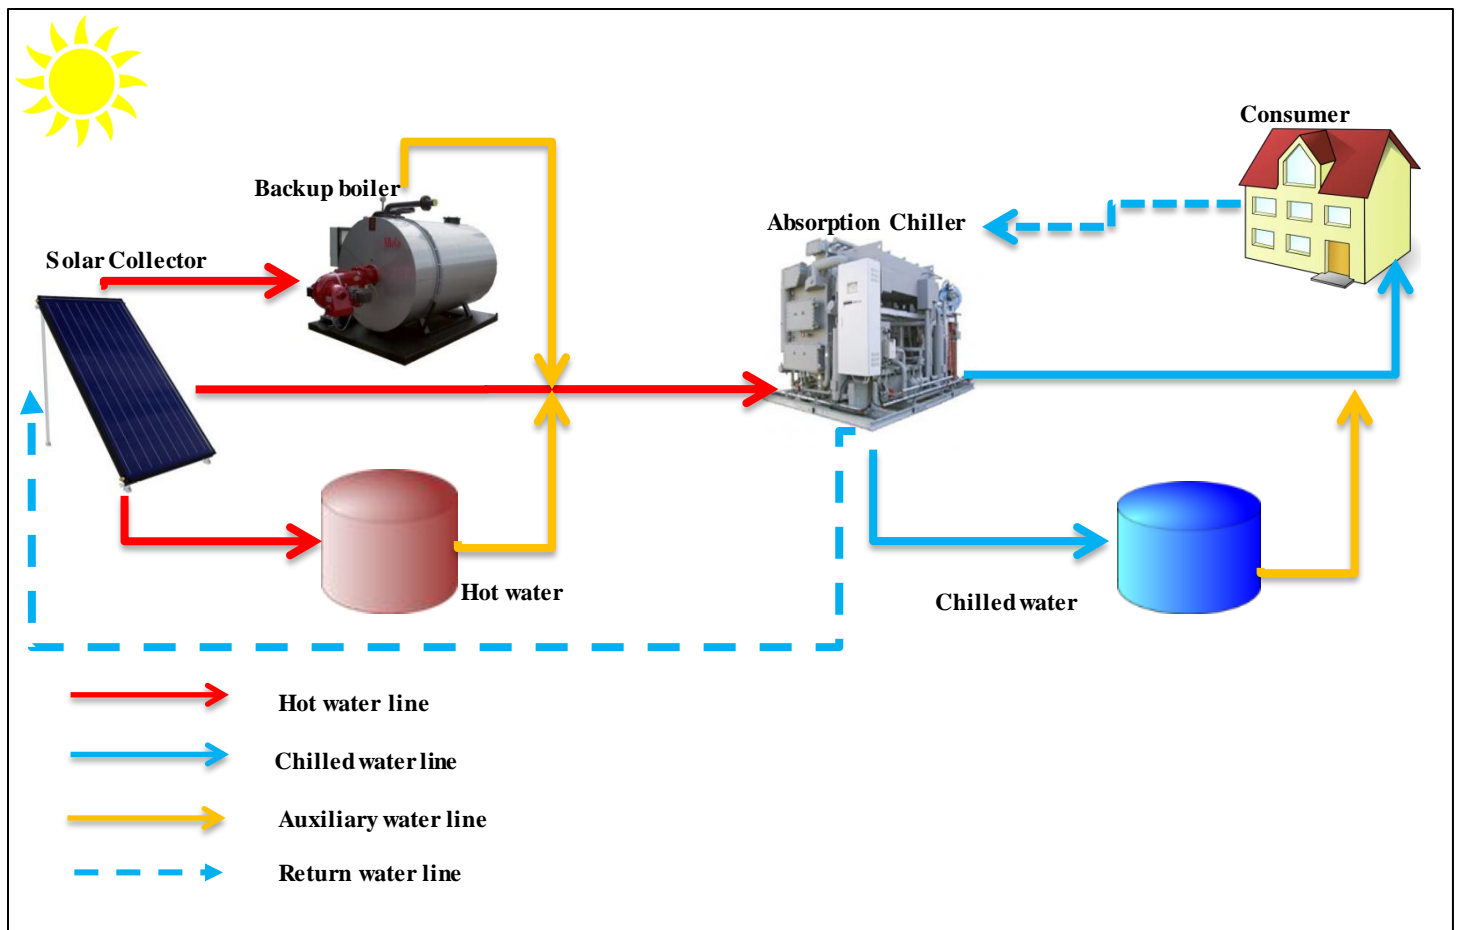 Consumer
Backup boiler
Absorption Chiller
Solar Collector
Hot water
Chilled water
Hot water line
Chilled water line
Auxiliary water line
Return water line